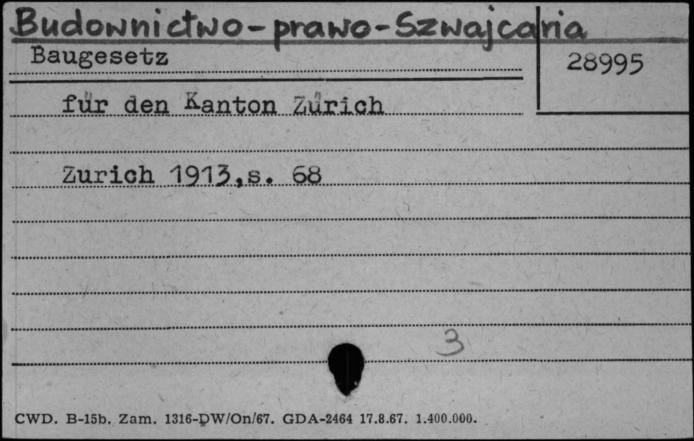 Budownictwo-prawo-Szwajcaria
Baugesetz
28995
für den Kanton Zürich
Zurich 1913,s. 68
3
CWD. B-15b. Zam. 1316-DW/On/67. GDA-2464 17.8.67. 1.400.000.